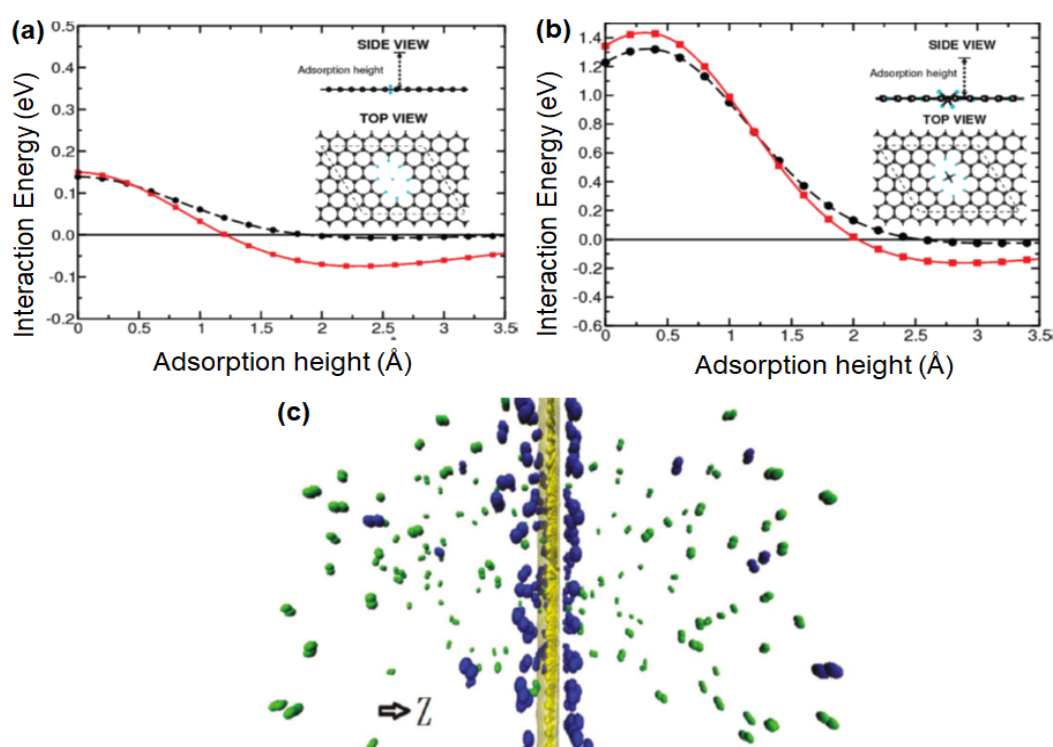 (a)
Interaction Energy (eV)
0.5
0.4
0.3
0.2
0.1
0.0
-0.1
-0.2
SIDE VIEW
Adsorption height
TOP VIEW
0
0.5
1
1.5
2
2.5
3
3.5
Adsorption height (Å)
(b)
Interaction Energy (eV)
1.4
1.2
1.0
0.8
0.6
0.4
0.2
0.0
-0.2
-0.4
-0.6
SIDE VIEW
Adsorption height
TOP VIEW
0
0.5
1
1.5
2
2.5
3
3.5
Adsorption height (Å)
(c)
Z